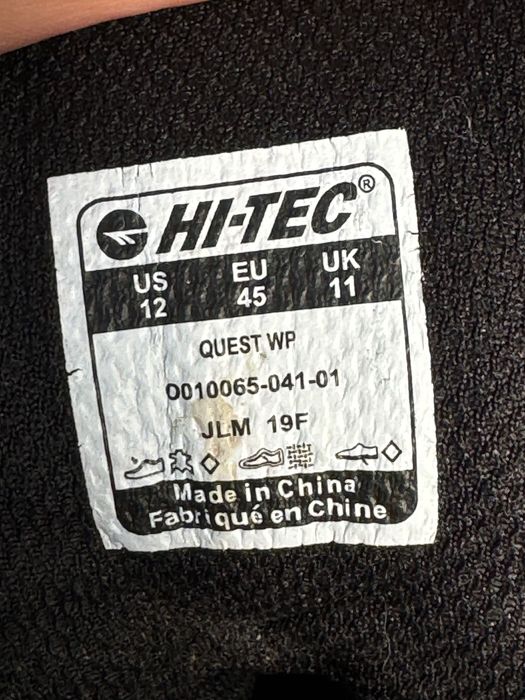 HI-TEC®
US EU UK
12 45 11
QUEST WP
O010065-041-01
JLM 19F
Made in China
Fabriqué en Chine